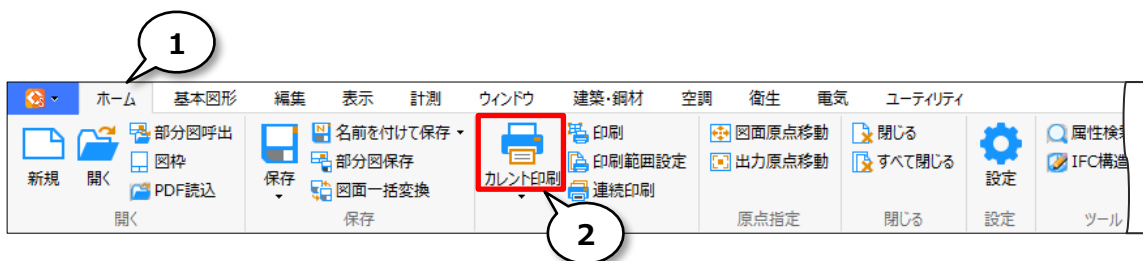 1
ホーム 基本図形 編集 表示 計測 ウィンドウ 建築・鋼材 空調 衛生 電気 ユーティリティ
新規
開く
部分図呼出
図枠
PDF読込
開く
保存
名前を付けて保存
部分図保存
図面一括変換
保存
カレント印刷
印刷
印刷範囲設定
連続印刷
2
図面原点移動
出力原点移動
原点指定
閉じる
すべて閉じる
閉じる
設定
設定
属性検
IFC構造
ツール